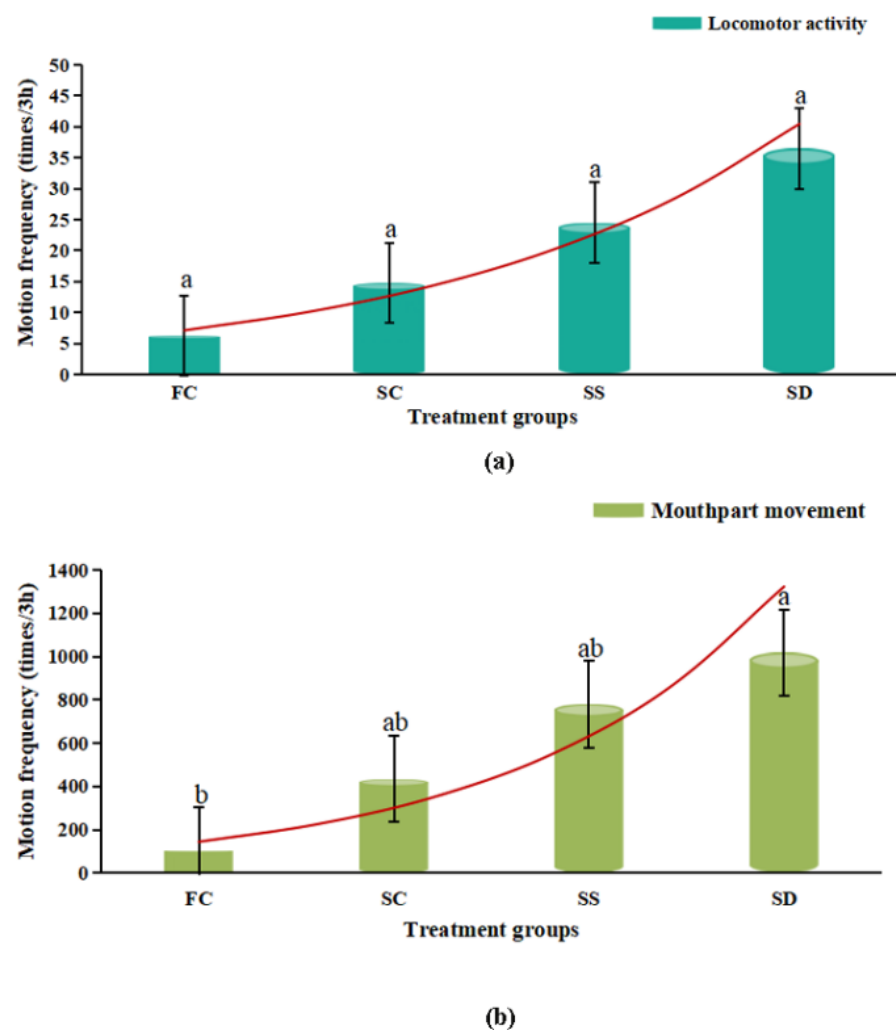 Locomotor activity
Motion frequency (times/3h)
50
45
40
35
30
25
20
15
10
5
0
a
a
a
a
FC
SC
SS
SD
Treatment groups
(a)
Mouthpart movement
Motion frequency (times/3h)
1400
1200
1000
800
600
400
200
0
b
ab
ab
a
FC
SC
SS
SD
Treatment groups
(b)